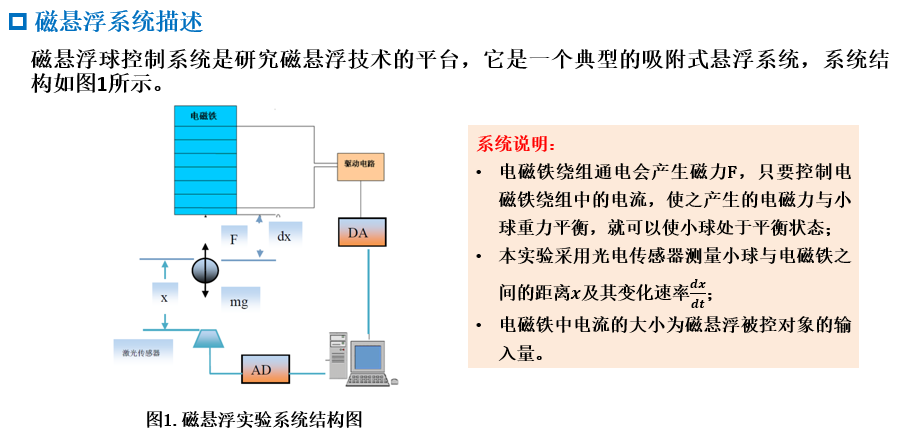 磁悬浮系统描述
磁悬浮球控制系统是研究磁悬浮技术的平台，它是一个典型的吸附式悬浮系统，系统结
构如图1所示。
电磁铁
驱动电路
F
dx
DA
x
mg
激光传感器
AD
图1. 磁悬浮实验系统结构图
系统说明：
• 电磁铁绕组通电会产生磁力F，只要控制电
磁铁绕组中的电流，使之产生的电磁力与小
球重力平衡，就可以使小球处于平衡状态；
• 本实验采用光电传感器测量小球与电磁铁之
间的距离x及其变化速率dx/dt；
• 电磁铁中电流的大小为磁悬浮被控对象的输
入量。